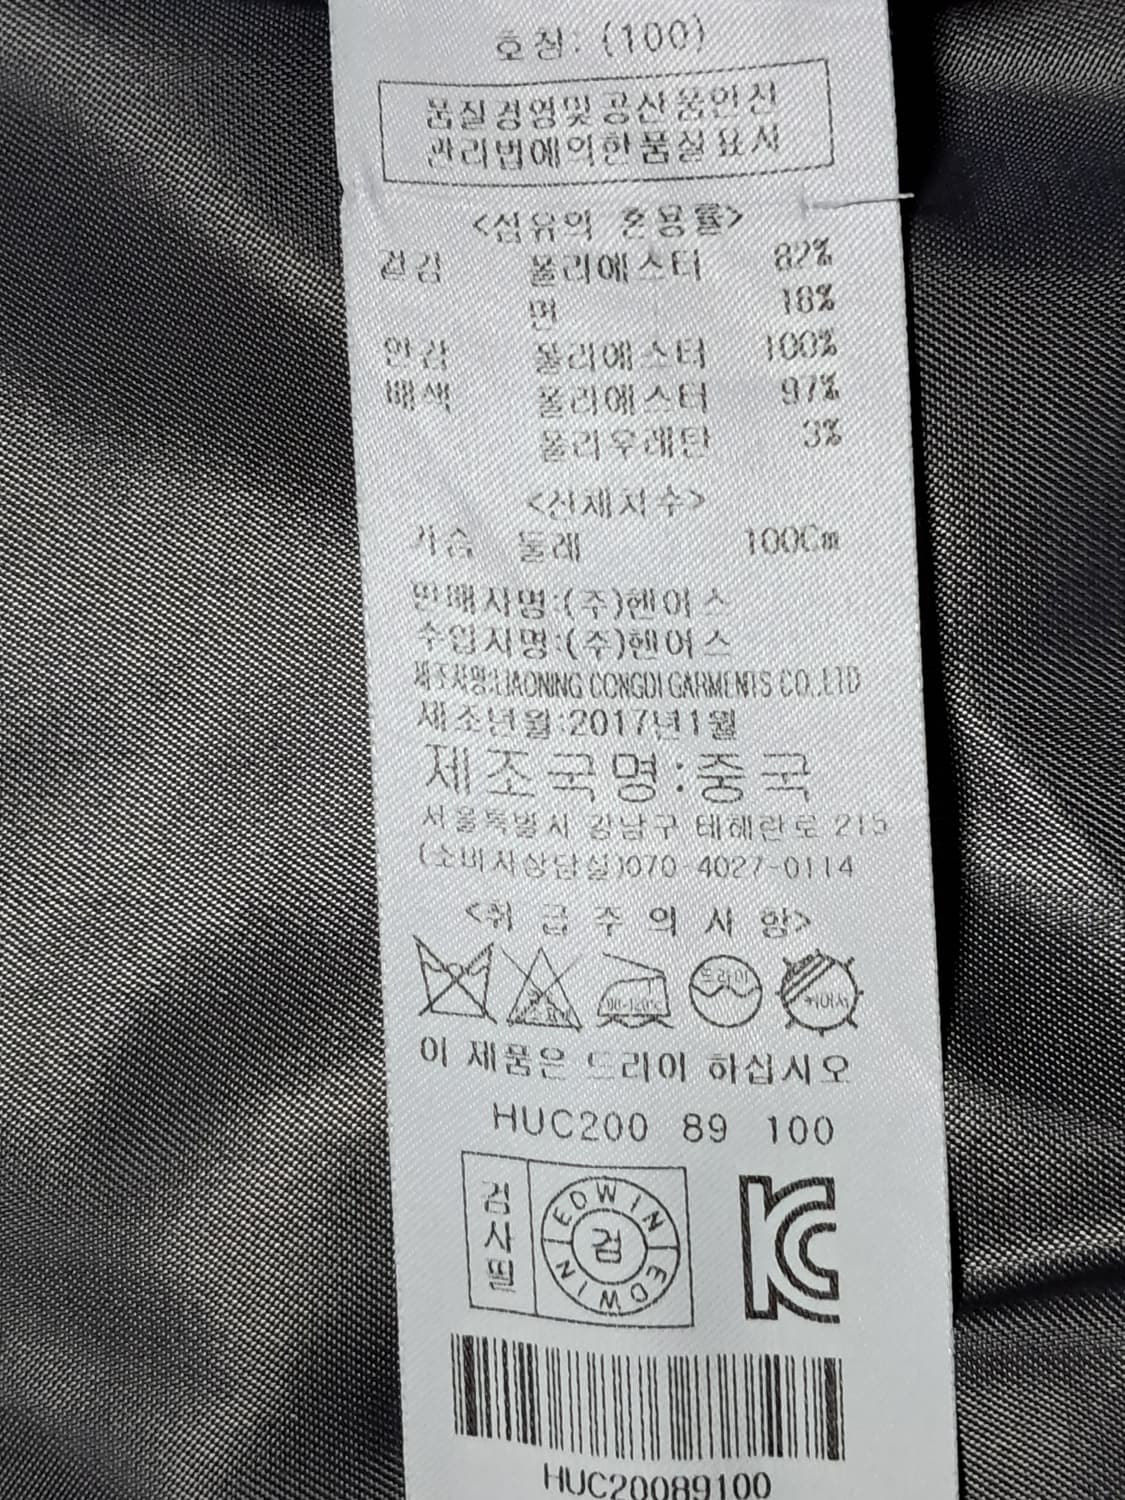 호칭: (100)
품질경영및공산품안전
관리법에의한품질표시
<섬유의 혼용률>
겉감 폴리에스터 82%
면 18%
안감 폴리에스터 100%
배색 폴리에스터 97%
폴리우레탄 3%
<신체치수>
가슴 둘레 100Cm
판매자명:(주)헨어스
수입자명:(주)헨어스
제조자명:LIAONING CONGDI GARMENTS CO.,LTD
제조년월:2017년1월
제조국명:중국
서울특별시 강남구 테헤란로 215
(소비자상담실)070-4027-0114
<취 급 주 의 사 항>
드라이
이 제품은 드라이 하십시오
HUC200 89 100
검사필
EDWIN
검
EDWIN
KC
HUC20089100